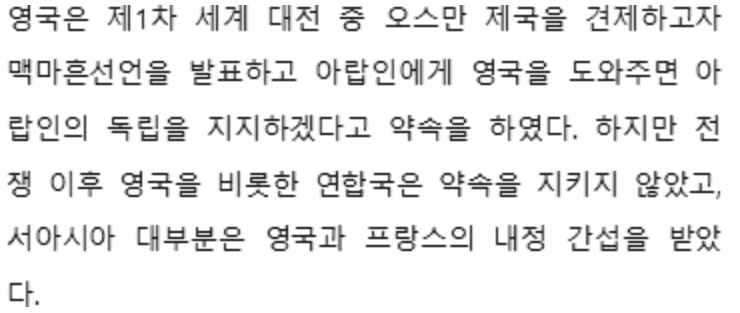 영국은 제1차 세계 대전 중 오스만 제국을 견제하고자
맥마흔선언을 발표하고 아랍인에게 영국을 도와주면 아
랍인의 독립을 지지하겠다고 약속을 하였다. 하지만 전
쟁 이후 영국을 비롯한 연합국은 약속을 지키지 않았고,
서아시아 대부분은 영국과 프랑스의 내정 간섭을 받았
다.